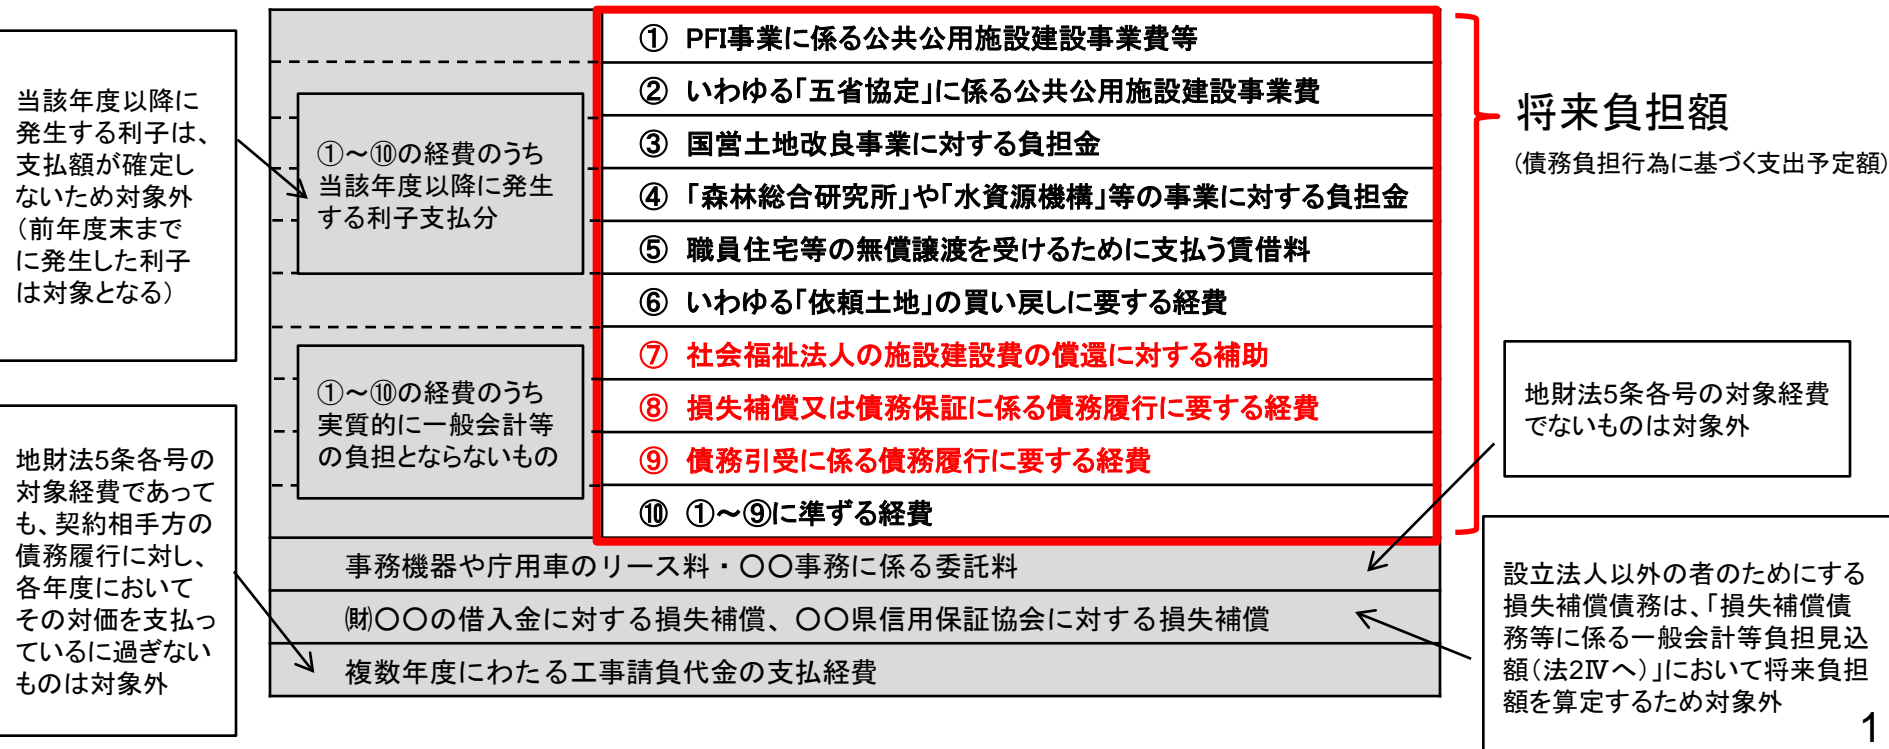 当該年度以降に
発生する利子は、
支払額が確定し
ないため対象外
（前年度末まで
に発生した利子
は対象となる）
地財法5条各号の
対象経費であって
も、契約相手方の
債務履行に対し、
各年度において
その対価を支払っ
ているに過ぎない
ものは対象外
①～⑩の経費のうち
当該年度以降に発生
する利子支払分
①～⑩の経費のうち
実質的に一般会計等
の負担とならないもの
① PFI事業に係る公共公用施設建設事業費等
② いわゆる「五省協定」に係る公共公用施設建設事業費
③ 国営土地改良事業に対する負担金
④ 「森林総合研究所」や「水資源機構」等の事業に対する負担金
⑤ 職員住宅等の無償譲渡を受けるために支払う賃借料
⑥ いわゆる「依頼土地」の買い戻しに要する経費
⑦ 社会福祉法人の施設建設費の償還に対する補助
⑧ 損失補償又は債務保証に係る債務履行に要する経費
⑨ 債務引受に係る債務履行に要する経費
⑩ ①～⑨に準ずる経費
事務機器や庁用車のリース料・〇〇事務に係る委託料
㈶〇〇の借入金に対する損失補償、〇〇県信用保証協会に対する損失補償
複数年度にわたる工事請負代金の支払経費
将来負担額
（債務負担行為に基づく支出予定額）
地財法5条各号の対象経費
でないものは対象外
設立法人以外の者のためにする
損失補償債務は、「損失補償債
務等に係る一般会計等負担見込
額（法2Ⅳへ）」において将来負担
額を算定するため対象外
1